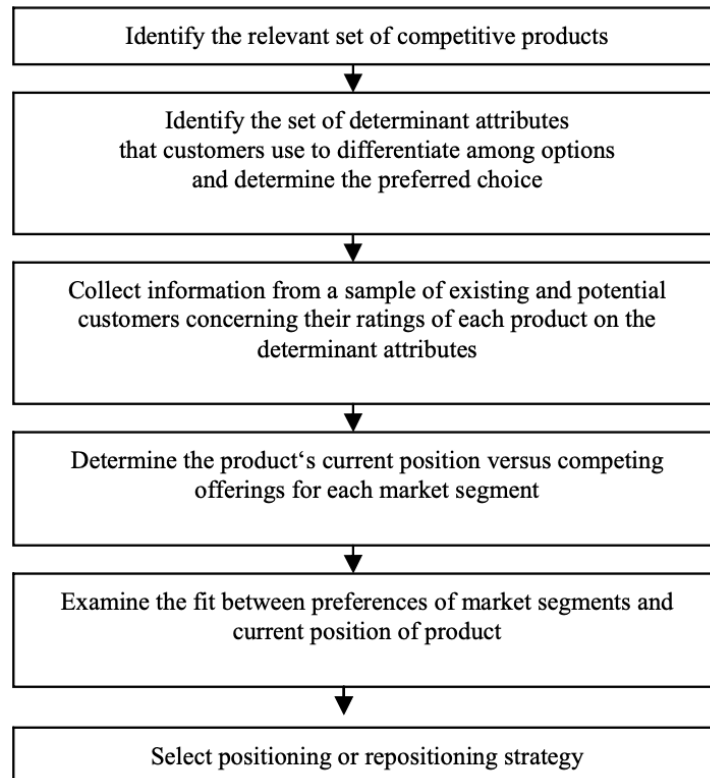 Identify the relevant set of competitive products
Identify the set of determinant attributes
that customers use to differentiate among options
and determine the preferred choice
Collect information from a sample of existing and potential
customers concerning their ratings of each product on the
determinant attributes
Determine the product‘s current position versus competing
offerings for each market segment
Examine the fit between preferences of market segments and
current position of product
Select positioning or repositioning strategy